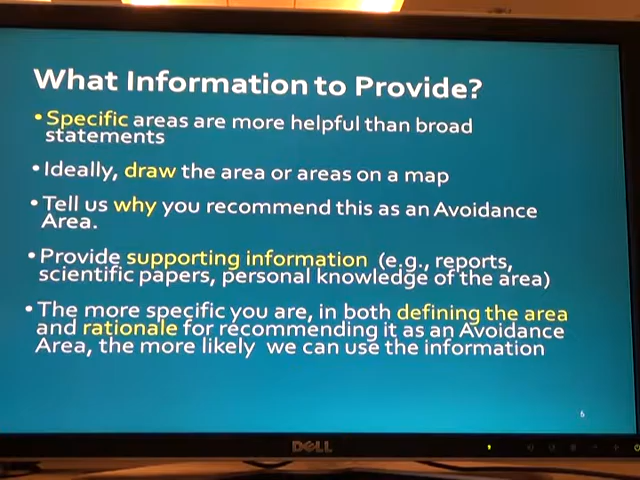 What Information to Provide?
•Specific areas are more helpful than broad
statements
•Ideally, draw the area or areas on a map
•Tell us why you recommend this as an Avoidance
Area.
•Provide supporting information (e.g., reports,
scientific papers, personal knowledge of the area)
•The more specific you are, in both defining the area
and rationale for recommending it as an Avoidance
Area, the more likely we can use the information
6
DELL